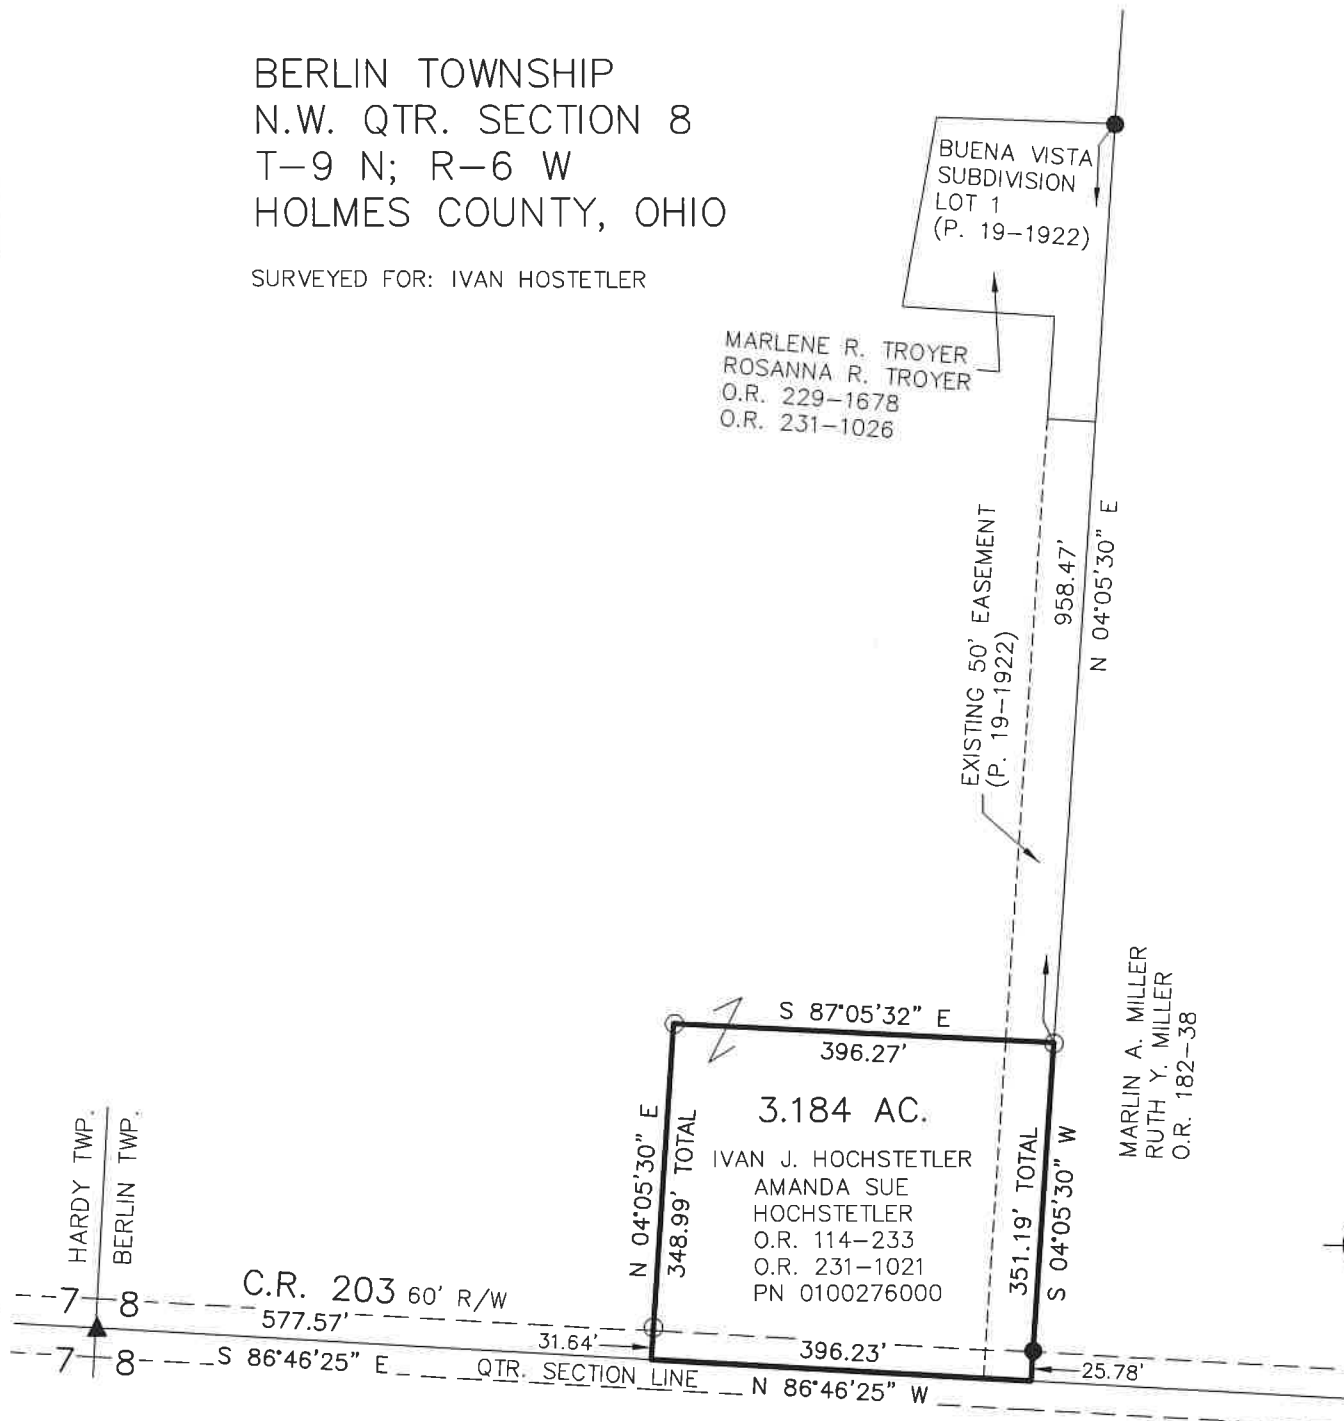 BERLIN TOWNSHIP
N.W. QTR. SECTION 8
T-9 N; R-6 W
HOLMES COUNTY, OHIO
SURVEYED FOR: IVAN HOSTETLER
BUENA VISTA
SUBDIVISION
LOT 1
(P. 19-1922)
MARLENE R. TROYER
ROSANNA R. TROYER
O.R. 229-1678
O.R. 231-1026
EXISTING 50' EASEMENT
(P. 19-1922)
958.47'
N 04°05'30" E
MARLIN A. MILLER
RUTH Y. MILLER
O.R. 182-38
S 87°05'32" E
396.27'
3.184 AC.
IVAN J. HOCHSTETLER
AMANDA SUE
HOCHSTETLER
O.R. 114-233
O.R. 231-1021
PN 0100276000
N 04°05'30" E
348.99' TOTAL
351.19' TOTAL
S 04°05'30" W
HARDY TWP.
BERLIN TWP.
7 8
C.R. 203 60' R/W
577.57'
31.64'
396.23'
25.78'
7 8
S 86°46'25" E
QTR. SECTION LINE
N 86°46'25" W